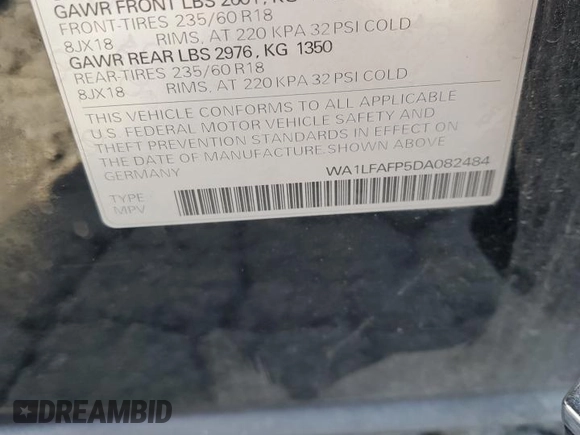 GAWR FRONT LBS
FRONT-TIRES 235/60 R18
8JX18 RIMS, AT 220 KPA 32 PSI COLD
GAWR REAR LBS 2976, KG 1350
REAR-TIRES 235/60 R18
8JX18 RIMS, AT 220 KPA 32 PSI COLD
THIS VEHICLE CONFORMS TO ALL APPLICABLE
U.S. FEDERAL MOTOR VEHICLE SAFETY AND
THEFT PREVENTION STANDARDS IN EFFECT ON
THE DATE OF MANUFACTURE SHOWN ABOVE
GERMANY WA1LFAFP5DA082484
TYPE
MPV
DREAMBID